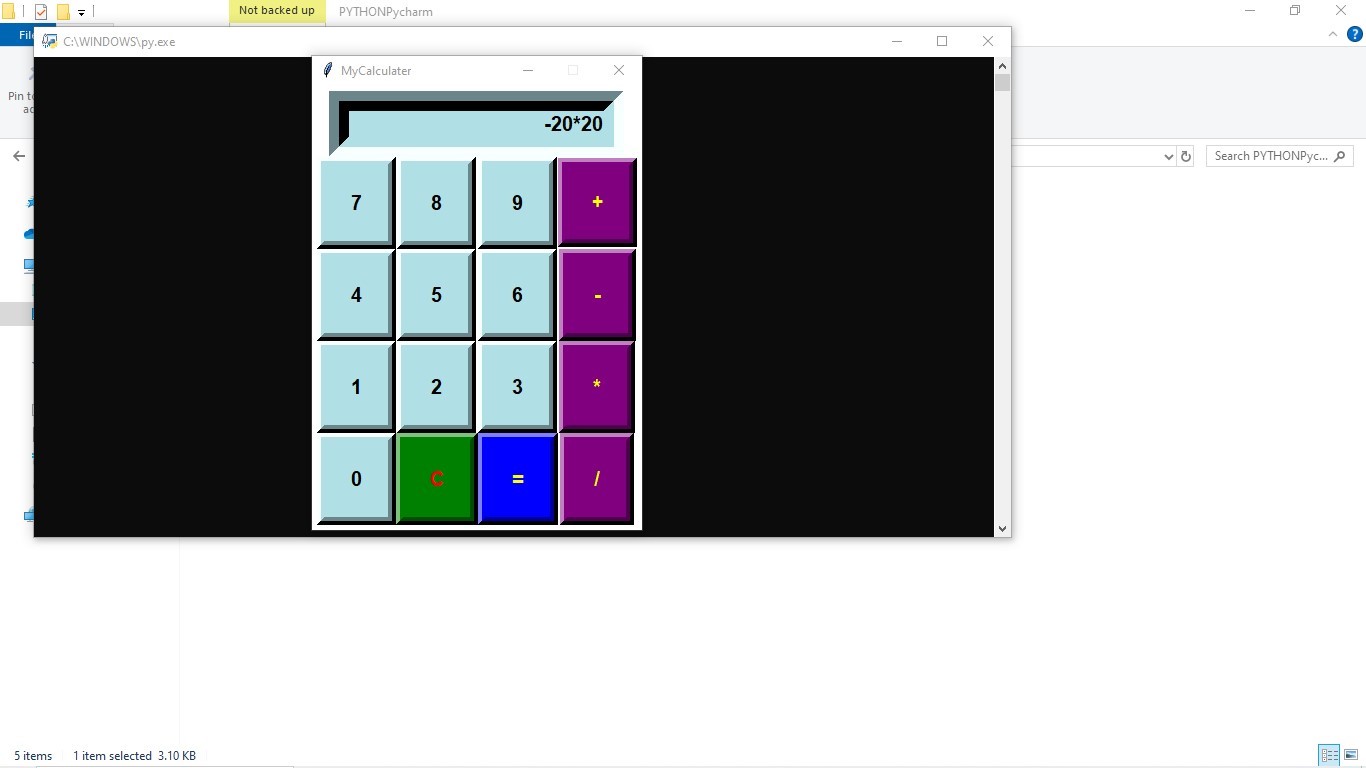 Not backed up
PYTHONPycharm
C:\WINDOWS\py.exe
MyCalculater
-20*20
7 8 9 +
4 5 6 -
1 2 3 *
0 C = /
Pin to
Search PYTHONPyc...
5 items 1 item selected 3.10 KB